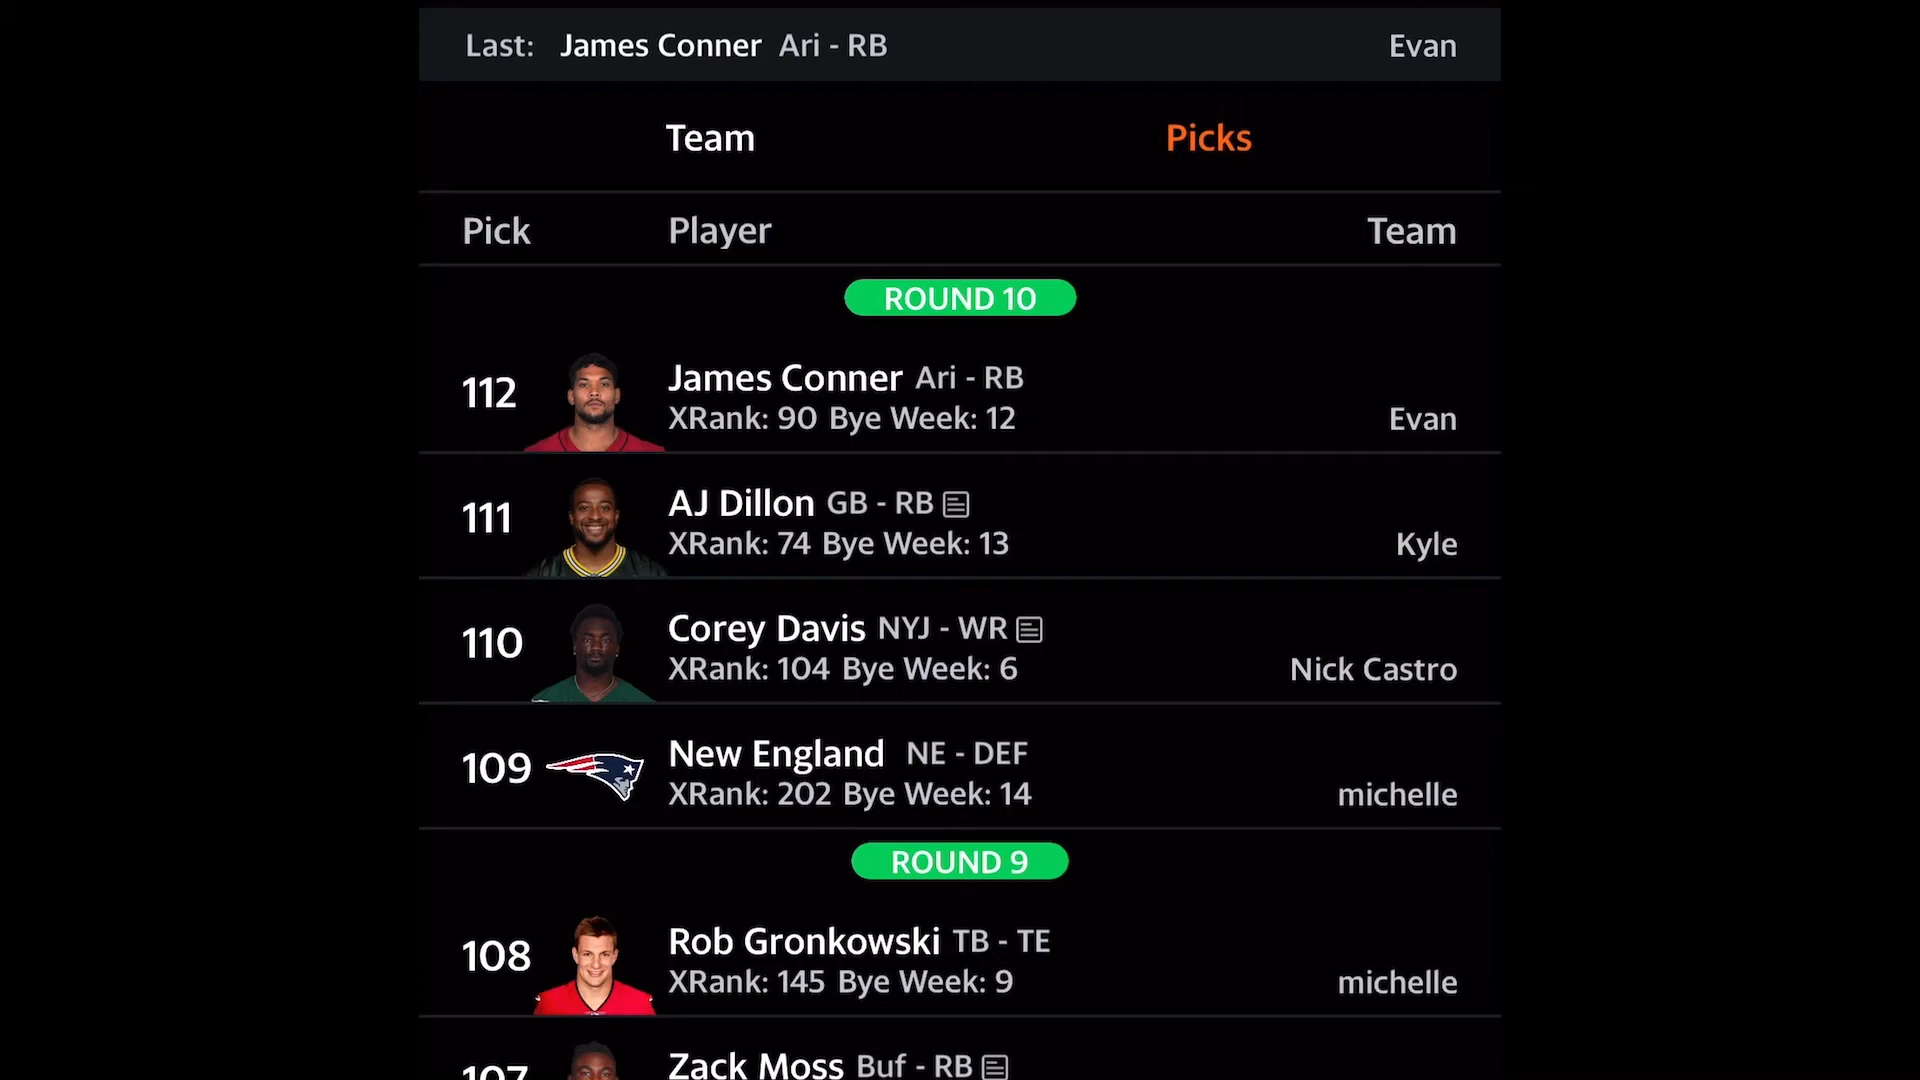 Last: James Conner Ari - RB Evan
Team Picks
Pick Player Team
ROUND 10
112 James Conner Ari - RB
XRank: 90 Bye Week: 12 Evan
111 AJ Dillon GB - RB
XRank: 74 Bye Week: 13 Kyle
110 Corey Davis NYJ - WR
XRank: 104 Bye Week: 6 Nick Castro
109 New England NE - DEF
XRank: 202 Bye Week: 14 michelle
ROUND 9
108 Rob Gronkowski TB - TE
XRank: 145 Bye Week: 9 michelle
107 Zack Moss Buf - RB